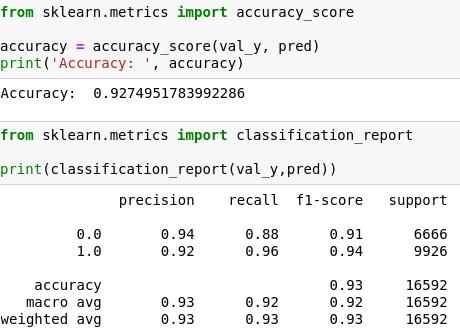 from sklearn.metrics import accuracy_score
accuracy = accuracy_score(val_y, pred)
print('Accuracy: ', accuracy)
Accuracy:  0.9274951783992286
from sklearn.metrics import classification_report
print(classification_report(val_y,pred))
precision    recall  f1-score   support
0.0       0.94      0.88      0.91      6666
1.0       0.92      0.96      0.94      9926
accuracy                           0.93     16592
macro avg       0.93      0.92      0.92     16592
weighted avg       0.93      0.93      0.93     16592